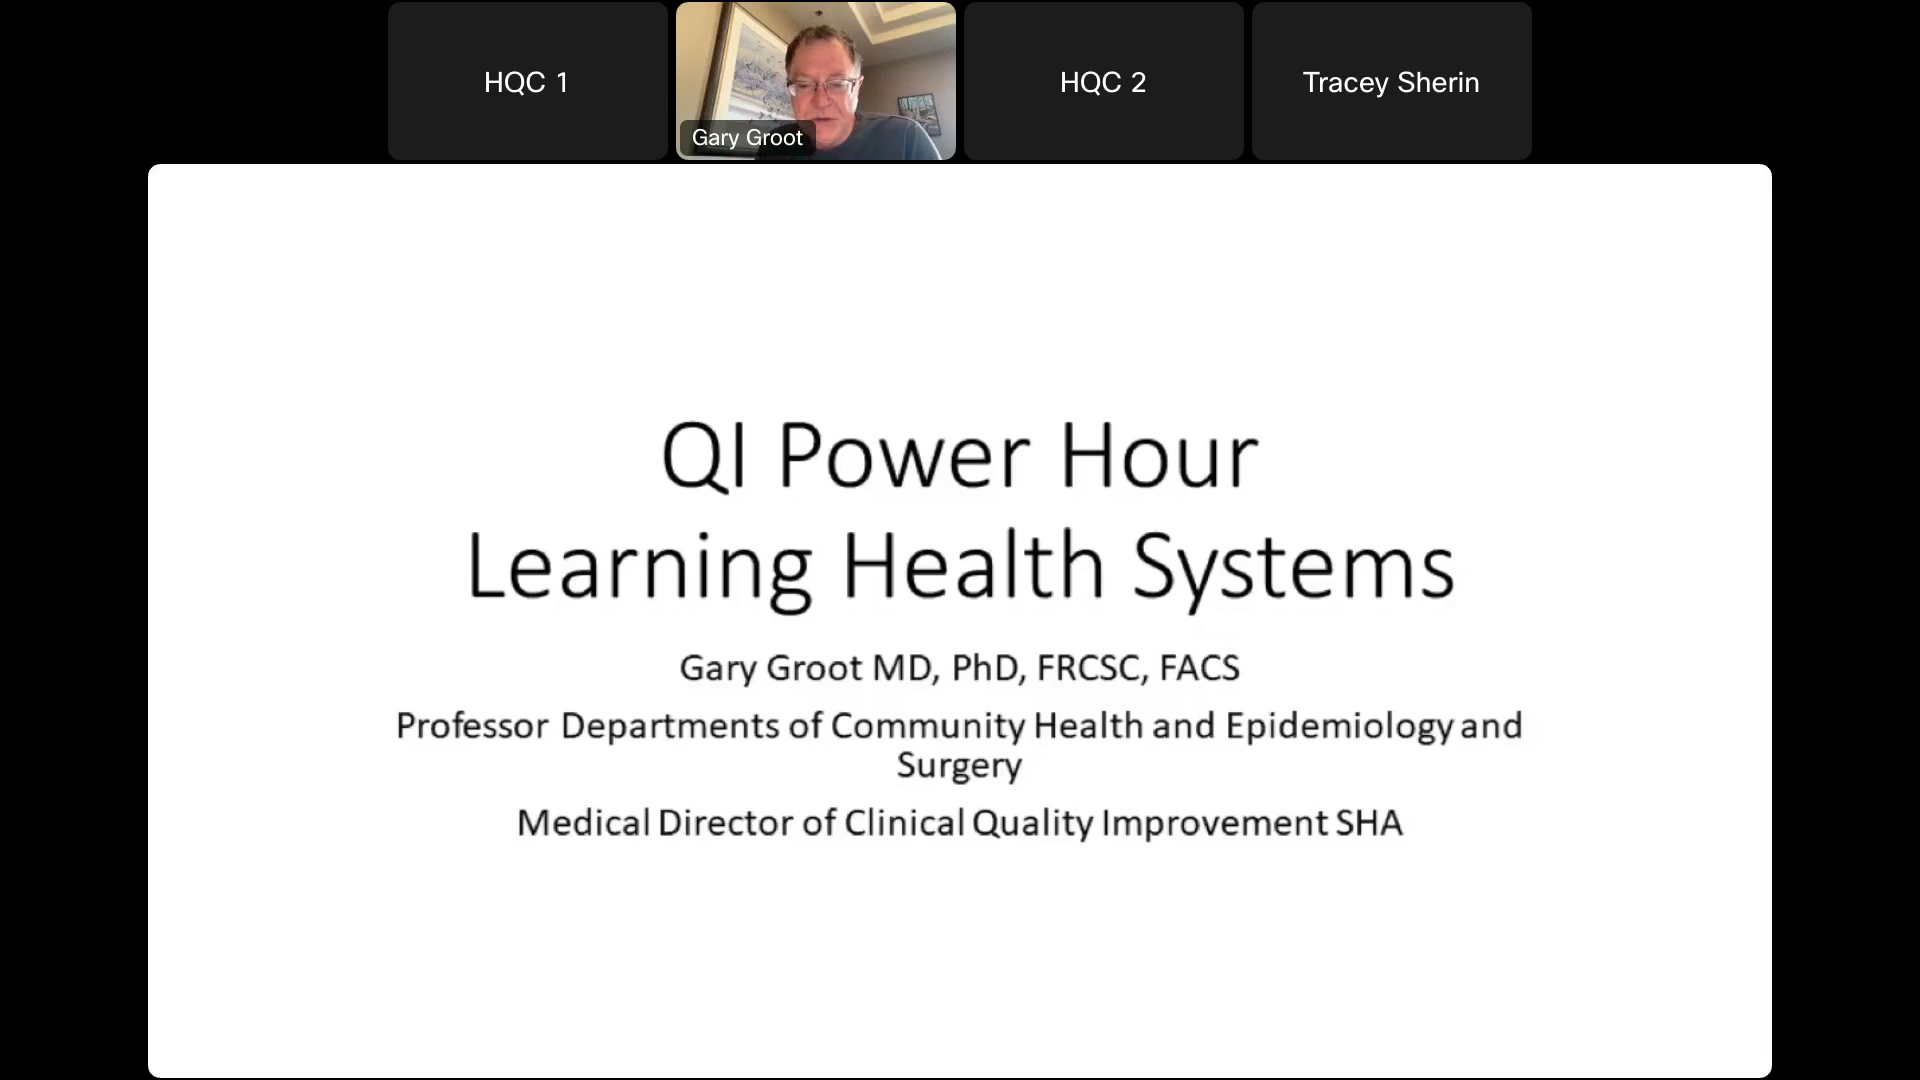 HQC 1
Gary Groot
HQC 2
Tracey Sherin
QI Power Hour
Learning Health Systems
Gary Groot MD, PhD, FRCSC, FACS
Professor Departments of Community Health and Epidemiology and
Surgery
Medical Director of Clinical Quality Improvement SHA